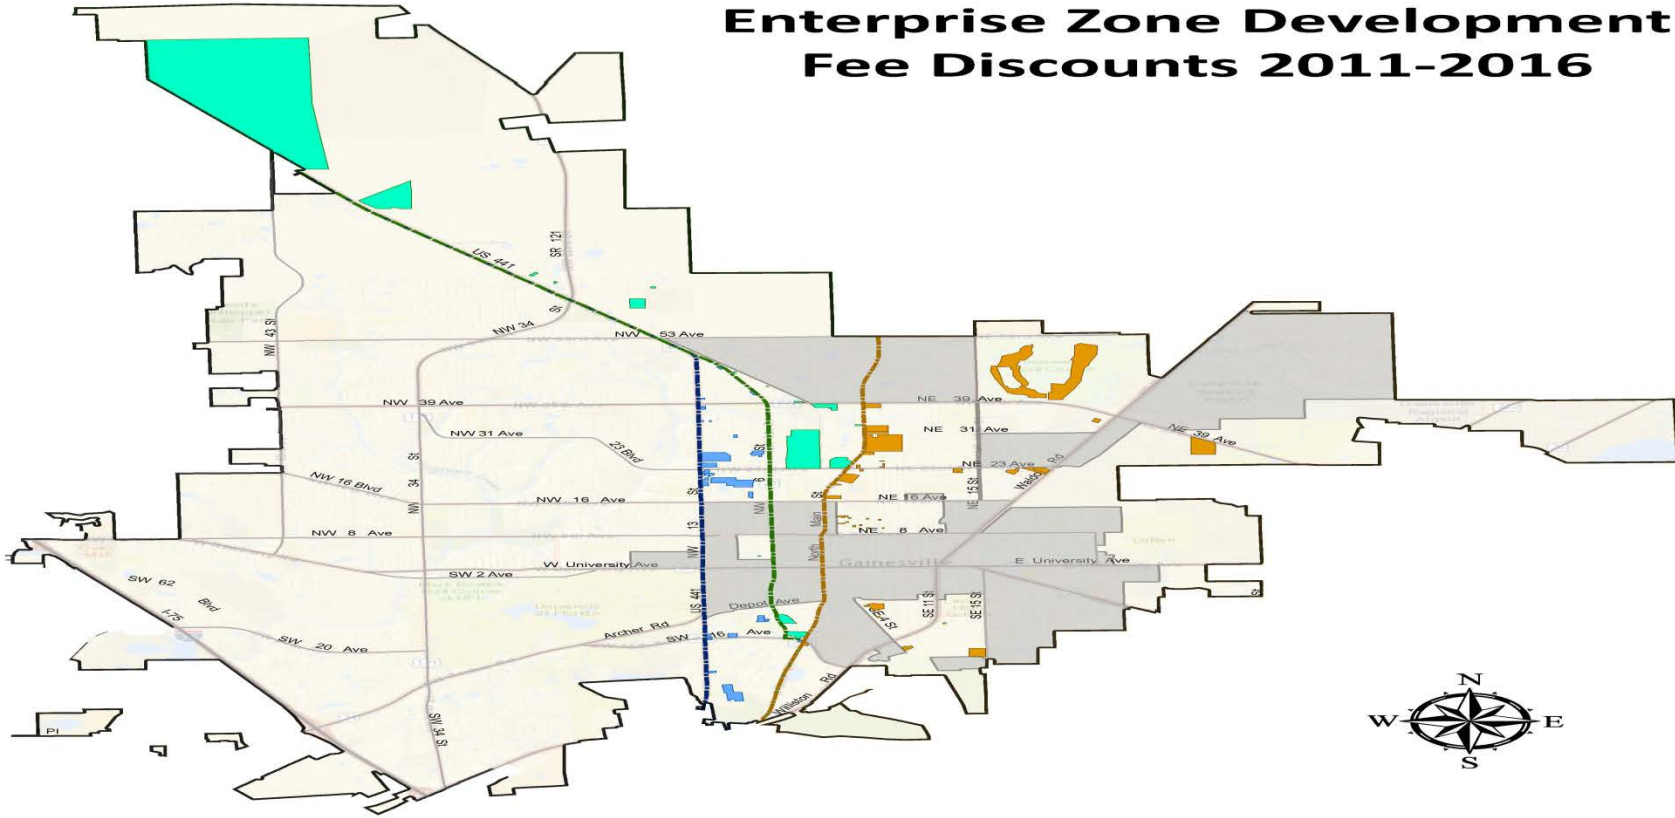 Enterprise Zone Development
Fee Discounts 2011-2016
US 441
SR 121
NW 43 St
NW 34 St
NW 53 Ave
NW 39 Ave
NE 39 Ave
NW 31 Ave
23 Blvd
NE 31 Ave
NE 39 Ave
NW 16 Blvd
NW 34 St
NW 6 St
NE 23 Ave
Waldo Rd
NE 15 St
NW 16 Ave
NE 16 Ave
NW 8 Ave
NW 13 St
North Main St
NE 8 Ave
Gainesville
W University Ave
E University Ave
SW 2 Ave
SW 62 Blvd
I-75
US 441
Depot Ave
SE 4 St
SE 11 St
SE 15 St
St
SW 20 Ave
Archer Rd
SW 16 Ave
Williston Rd
SW 34 St
Pl
N
W E
S